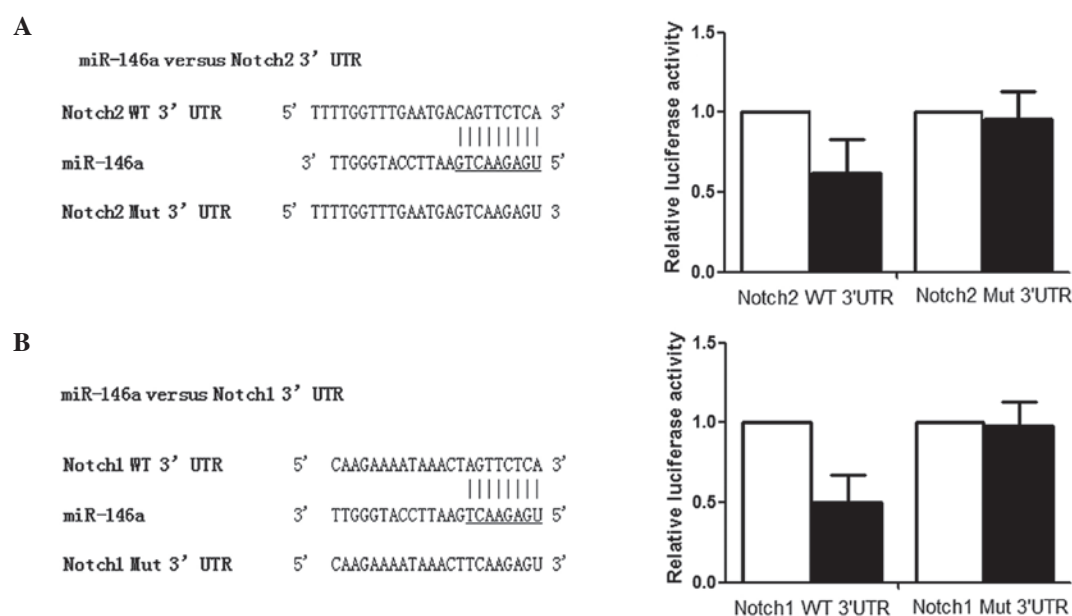 A
miR-146a versus Notch2 3' UTR
Notch2 WT 3' UTR 5' TTTTGGTTTGAATGACAGTTCTCA 3'
|||||||||
miR-146a 3' TTGGGTACCTTAAGTCAAGAGU 5'
Notch2 Mut 3' UTR 5' TTTTGGTTTGAATGAGTCAAGAGU 3
Relative luciferase activity
1.5
1.0
0.5
0.0
Notch2 WT 3'UTR Notch2 Mut 3'UTR
B
miR-146a versus Notch1 3' UTR
Notch1 WT 3' UTR 5' CAAGAAAATAAACTAGTTCTCA 3'
||||||||
miR-146a 3' TTGGGTACCTTAAGTCAAGAGU 5'
Notch1 Mut 3' UTR 5' CAAGAAAATAAACTTCAAGAGU 3'
Relative luciferase activity
1.5
1.0
0.5
0.0
Notch1 WT 3'UTR Notch1 Mut 3'UTR